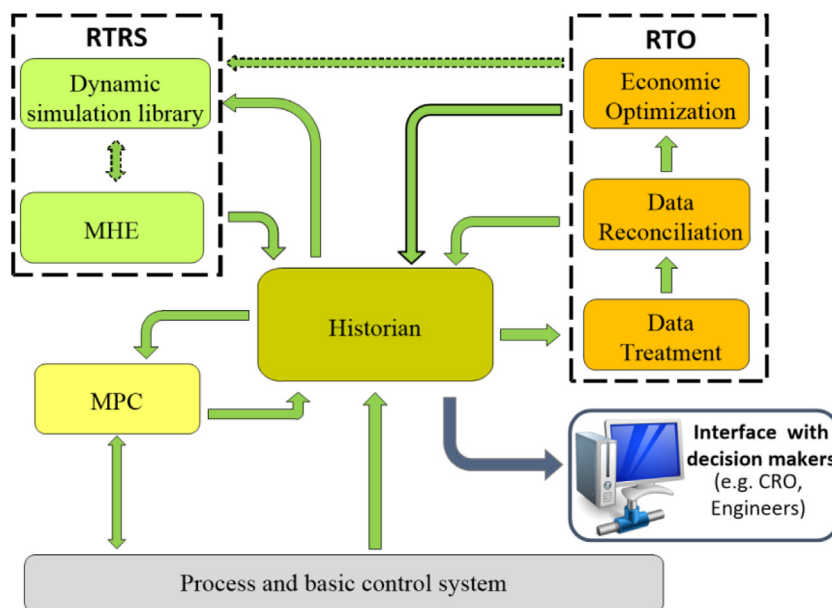 RTRS
Dynamic
simulation library
MHE
RTO
Economic
Optimization
Data
Reconciliation
Data
Treatment
Historian
MPC
Interface with
decision makers
(e.g. CRO,
Engineers)
Process and basic control system